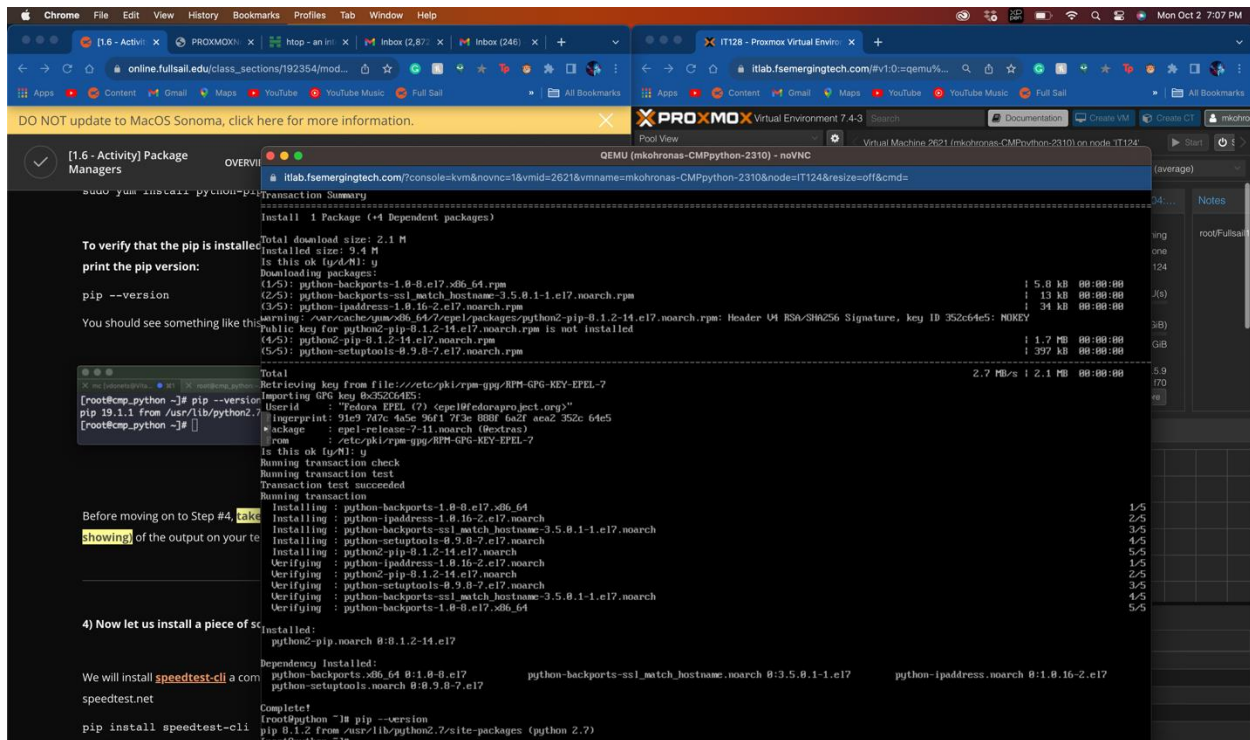 Chrome File Edit View History Bookmarks Profiles Tab Window Help
Mon Oct 2 7:07 PM
[1.6 - Activit
PROXMOX
htop - an in
Inbox (2,87
Inbox (246)
IT128 - Proxmox Virtual Enviro
online.fullsail.edu/class_sections/192354/mod...
itlab.fsemergingtech.com/#v1:0:=qemu%...
Apps Content Gmail Maps YouTube YouTube Music Full Sail » All Bookmarks
Apps Content Gmail Maps YouTube YouTube Music Full Sail » All Bookmarks
DO NOT update to MacOS Sonoma, click here for more information.
PROXMOX Virtual Environment 7.4-3 Search Documentation Create VM Create CT mkohro
Pool View
Virtual Machine 2621 (mkohronas-CMPpython-2310) on node 'IT124'
Start
[1.6 - Activity] Package
Managers
OVERVI
QEMU (mkohronas-CMPpython-2310) - noVNC
itlab.fsemergingtech.com/?console=kvm&novnc=1&vmid=2621&vmname=mkohronas-CMPpython-2310&node=IT124&resize=off&cmd=
(average)
Notes
root/Fullsail1
sudo yum install python-pi
To verify that the pip is installed
print the pip version:
pip --version
You should see something like this
[root@cmp_python ~]# pip --version
pip 19.1.1 from /usr/lib/python2.7
[root@cmp_python ~]#
Before moving on to Step #4, take
showing) of the output on your te
4) Now let us install a piece of so
We will install speedtest-cli a com
speedtest.net
pip install speedtest-cli
Transaction Summary
Install 1 Package (+4 Dependent packages)
Total download size: 2.1 M
Installed size: 9.4 M
Is this ok [y/d/N]: y
Downloading packages:
(1/5): python-backports-1.0-8.el7.x86_64.rpm | 5.8 kB 00:00:00
(2/5): python-backports-ssl_match_hostname-3.5.0.1-1.el7.noarch.rpm | 13 kB 00:00:00
(3/5): python-ipaddress-1.0.16-2.el7.noarch.rpm | 34 kB 00:00:00
warning: /var/cache/yum/x86_64/7/epel/packages/python2-pip-8.1.2-14.el7.noarch.rpm: Header V4 RSA/SHA256 Signature, key ID 352c64e5: NOKEY
Public key for python2-pip-8.1.2-14.el7.noarch.rpm is not installed
(4/5): python2-pip-8.1.2-14.el7.noarch.rpm | 1.7 MB 00:00:00
(5/5): python-setuptools-0.9.8-7.el7.noarch.rpm | 397 kB 00:00:00
Total 2.7 MB/s | 2.1 MB 00:00:00
Retrieving key from file:///etc/pki/rpm-gpg/RPM-GPG-KEY-EPEL-7
Importing GPG key 0x352C64E5:
Userid : "Fedora EPEL (7) <epel@fedoraproject.org>"
Fingerprint: 91e9 7d7c 4a5e 96f1 7f3e 888f 6a2f aea2 352c 64e5
ackage : epel-release-7-11.noarch (@extras)
rom : /etc/pki/rpm-gpg/RPM-GPG-KEY-EPEL-7
Is this ok [y/N]: y
Running transaction check
Running transaction test
Transaction test succeeded
Running transaction
Installing : python-backports-1.0-8.el7.x86_64 1/5
Installing : python-ipaddress-1.0.16-2.el7.noarch 2/5
Installing : python-backports-ssl_match_hostname-3.5.0.1-1.el7.noarch 3/5
Installing : python-setuptools-0.9.8-7.el7.noarch 4/5
Installing : python2-pip-8.1.2-14.el7.noarch 5/5
Verifying : python-ipaddress-1.0.16-2.el7.noarch 1/5
Verifying : python2-pip-8.1.2-14.el7.noarch 2/5
Verifying : python-setuptools-0.9.8-7.el7.noarch 3/5
Verifying : python-backports-ssl_match_hostname-3.5.0.1-1.el7.noarch 4/5
Verifying : python-backports-1.0-8.el7.x86_64 5/5
Installed:
python2-pip.noarch 0:8.1.2-14.el7
Dependency Installed:
python-backports.x86_64 0:1.0-8.el7 python-backports-ssl_match_hostname.noarch 0:3.5.0.1-1.el7 python-ipaddress.noarch 0:1.0.16-2.el7
python-setuptools.noarch 0:0.9.8-7.el7
Complete!
[root@python ~]# pip --version
pip 8.1.2 from /usr/lib/python2.7/site-packages (python 2.7)